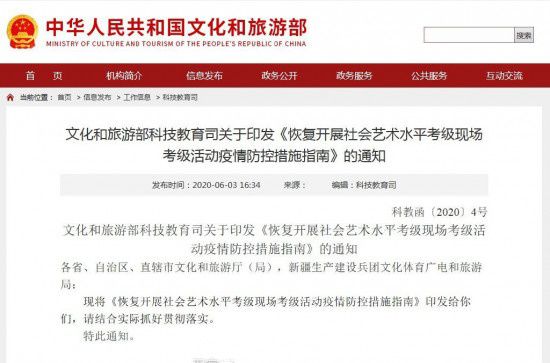 中华人民共和国文化和旅游部
MINISTRY OF CULTURE AND TOURISM OF THE PEOPLE'S REPUBLIC OF CHINA
搜索
首 页 机构简介 信息发布 政务公开 政务服务 公共服务 互动交流
当前位置： 首页 > 信息发布 > 工作信息 > 科技教育司
文化和旅游部科技教育司关于印发《恢复开展社会艺术水平考级现场
考级活动疫情防控措施指南》的通知
发布时间：2020-06-03 16:34 来源： 编辑：科技教育司
科教函〔2020〕4号
文化和旅游部科技教育司关于印发《恢复开展社会艺术水平考级现场考级活
动疫情防控措施指南》的通知
各省、自治区、直辖市文化和旅游厅（局），新疆生产建设兵团文化体育广电和旅游
局：
现将《恢复开展社会艺术水平考级现场考级活动疫情防控措施指南》印发给你
们，请结合实际抓好贯彻落实。
特此通知。